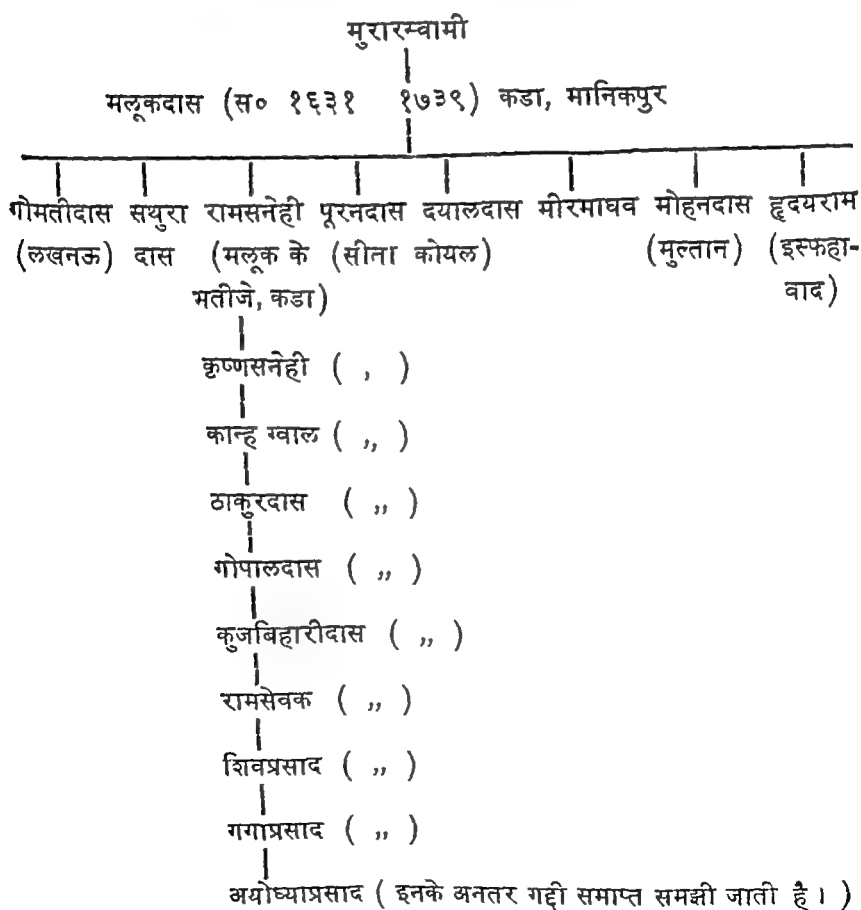 मुरारस्वामी
मलूकदास (स० १६३१ १७३९) कडा, मानिकपुर
गोमतीदास सथुरा रामसनेही पूरनदास दयालदास मीरमाधव मोहनदास हृदयराम
(लखनऊ) दास (मलूक के (सीता कोयल) (मुल्तान) (इस्फहा-
भतीजे, कडा) वाद)
कृष्णसनेही ( , )
कान्ह ग्वाल ( ,, )
ठाकुरदास ( ,, )
गोपालदास ( ,, )
कुजबिहारीदास ( ,, )
रामसेवक ( ,, )
शिवप्रसाद ( ,, )
गगाप्रसाद ( ,, )
अयोध्याप्रसाद ( इनके अनतर गद्दी समाप्त समझी जाती है। )